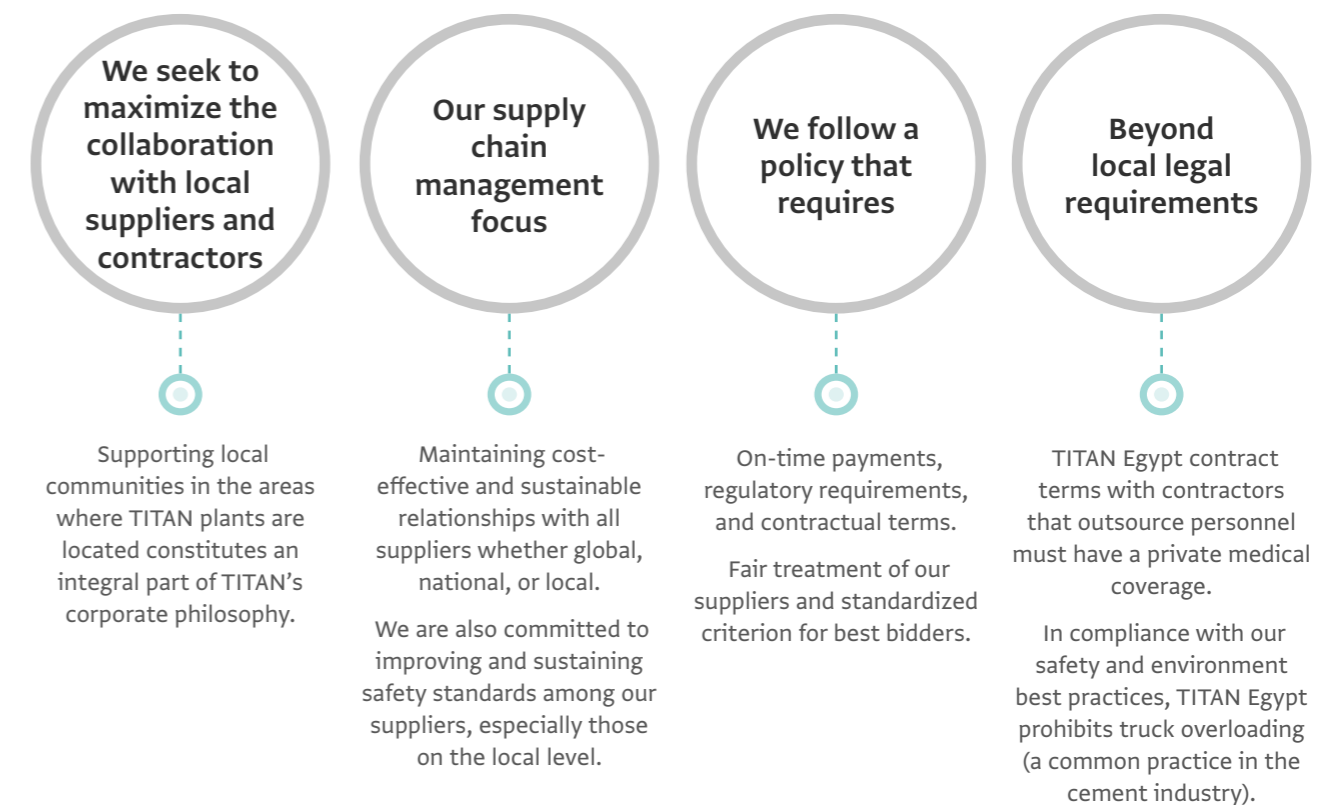 We seek to
maximize the
collaboration
with local
suppliers and
contractors
Supporting local
communities in the areas
where TITAN plants are
located constitutes an
integral part of TITAN’s
corporate philosophy.
Our supply
chain
management
focus
Maintaining cost-
effective and sustainable
relationships with all
suppliers whether global,
national, or local.
We are also committed to
improving and sustaining
safety standards among our
suppliers, especially those
on the local level.
We follow a
policy that
requires
On-time payments,
regulatory requirements,
and contractual terms.
Fair treatment of our
suppliers and standardized
criterion for best bidders.
Beyond
local legal
requirements
TITAN Egypt contract
terms with contractors
that outsource personnel
must have a private medical
coverage.
In compliance with our
safety and environment
best practices, TITAN Egypt
prohibits truck overloading
(a common practice in the
cement industry).